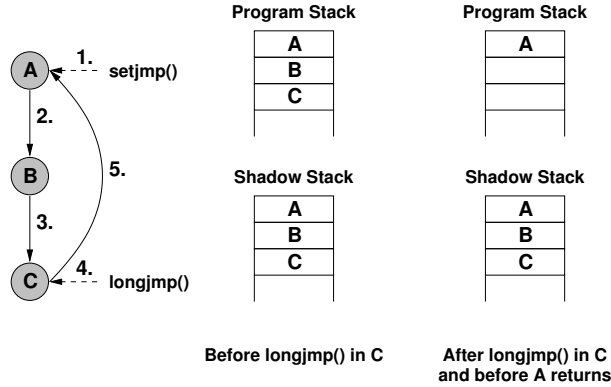 A
1.
setjmp()
2.
B
5.
3.
C
4.
longjmp()
Program Stack
A
B
C
Shadow Stack
A
B
C
Before longjmp() in C
Program Stack
A
Shadow Stack
A
B
C
After longjmp() in C
and before A returns